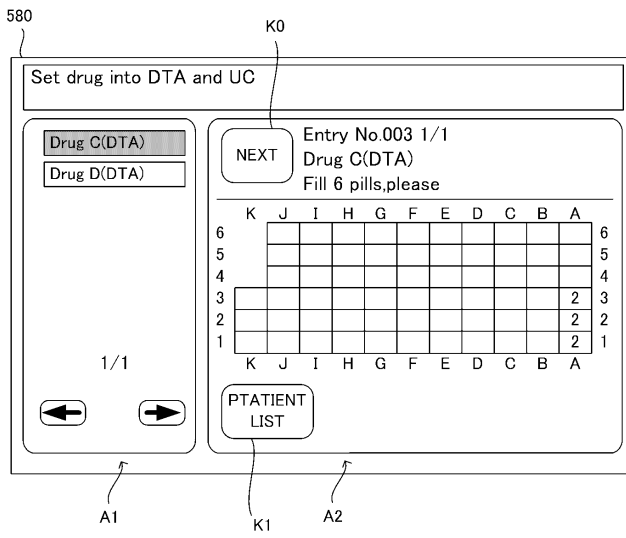 580
K0
Set drug into DTA and UC
Drug C(DTA)
Drug D(DTA)
1/1
NEXT
Entry No.003 1/1
Drug C(DTA)
Fill 6 pills,please
K J I H G F E D C B A
6 6
5 5
4 4
3 2 3
2 2 2
1 2 1
K J I H G F E D C B A
PTATIENT
LIST
A1
K1
A2